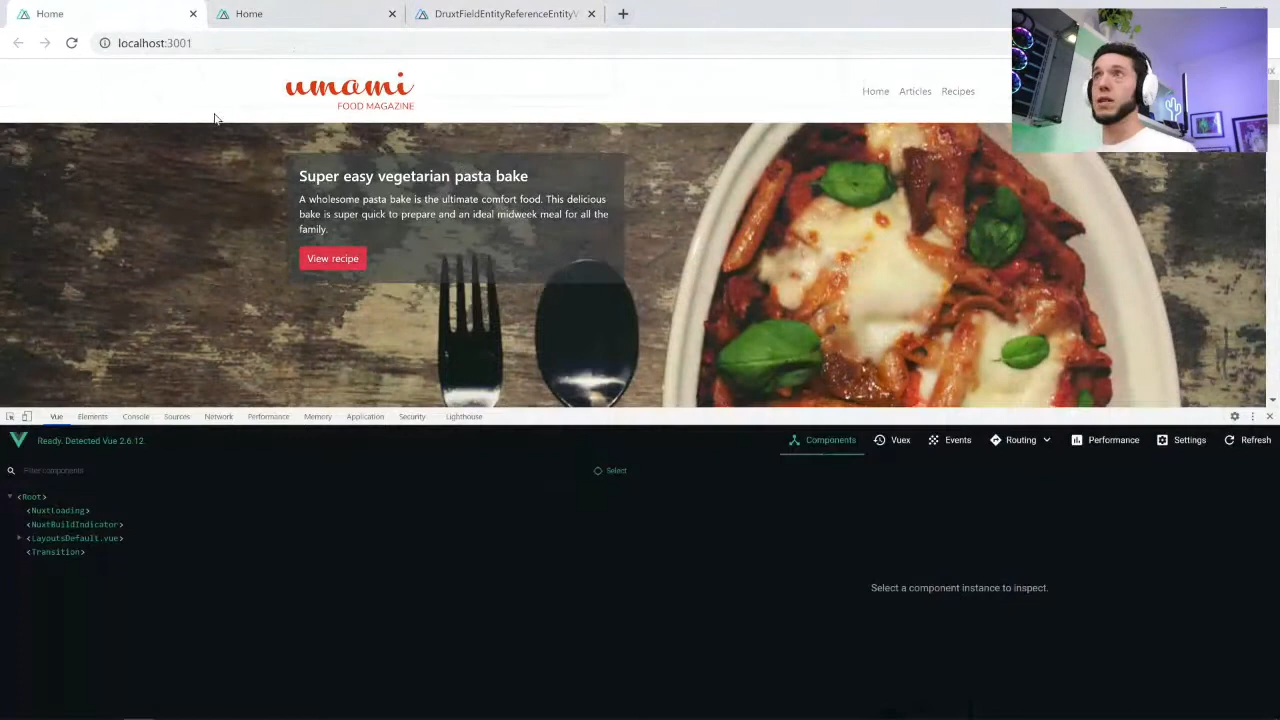 Home
Home
DruxtFieldEntityReferenceEntityV
localhost:3001
umami
FOOD MAGAZINE
Home Articles Recipes
Super easy vegetarian pasta bake
A wholesome pasta bake is the ultimate comfort food. This delicious
bake is super quick to prepare and an ideal midweek meal for all the
family.
View recipe
Vue Elements Console Sources Network Performance Memory Application Security Lighthouse
Ready. Detected Vue 2.6.12.
Components Vuex Events Routing Performance Settings Refresh
Filter components
Select
<Root>
<NuxtLoading>
<NuxtBuildIndicator>
<LayoutsDefault.vue>
<Transition>
Select a component instance to inspect.